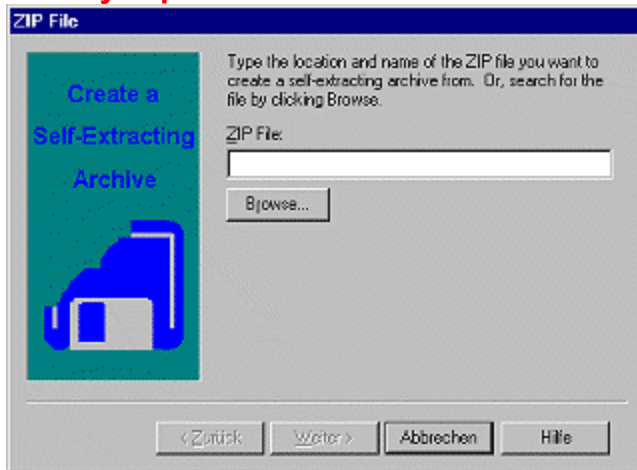 ZIP File
Create a
Self-Extracting
Archive
Type the location and name of the ZIP file you want to
create a self-extracting archive from. Or, search for the
file by clicking Browse.
ZIP File:
Browse...
< Zurück
Weiter >
Abbrechen
Hilfe